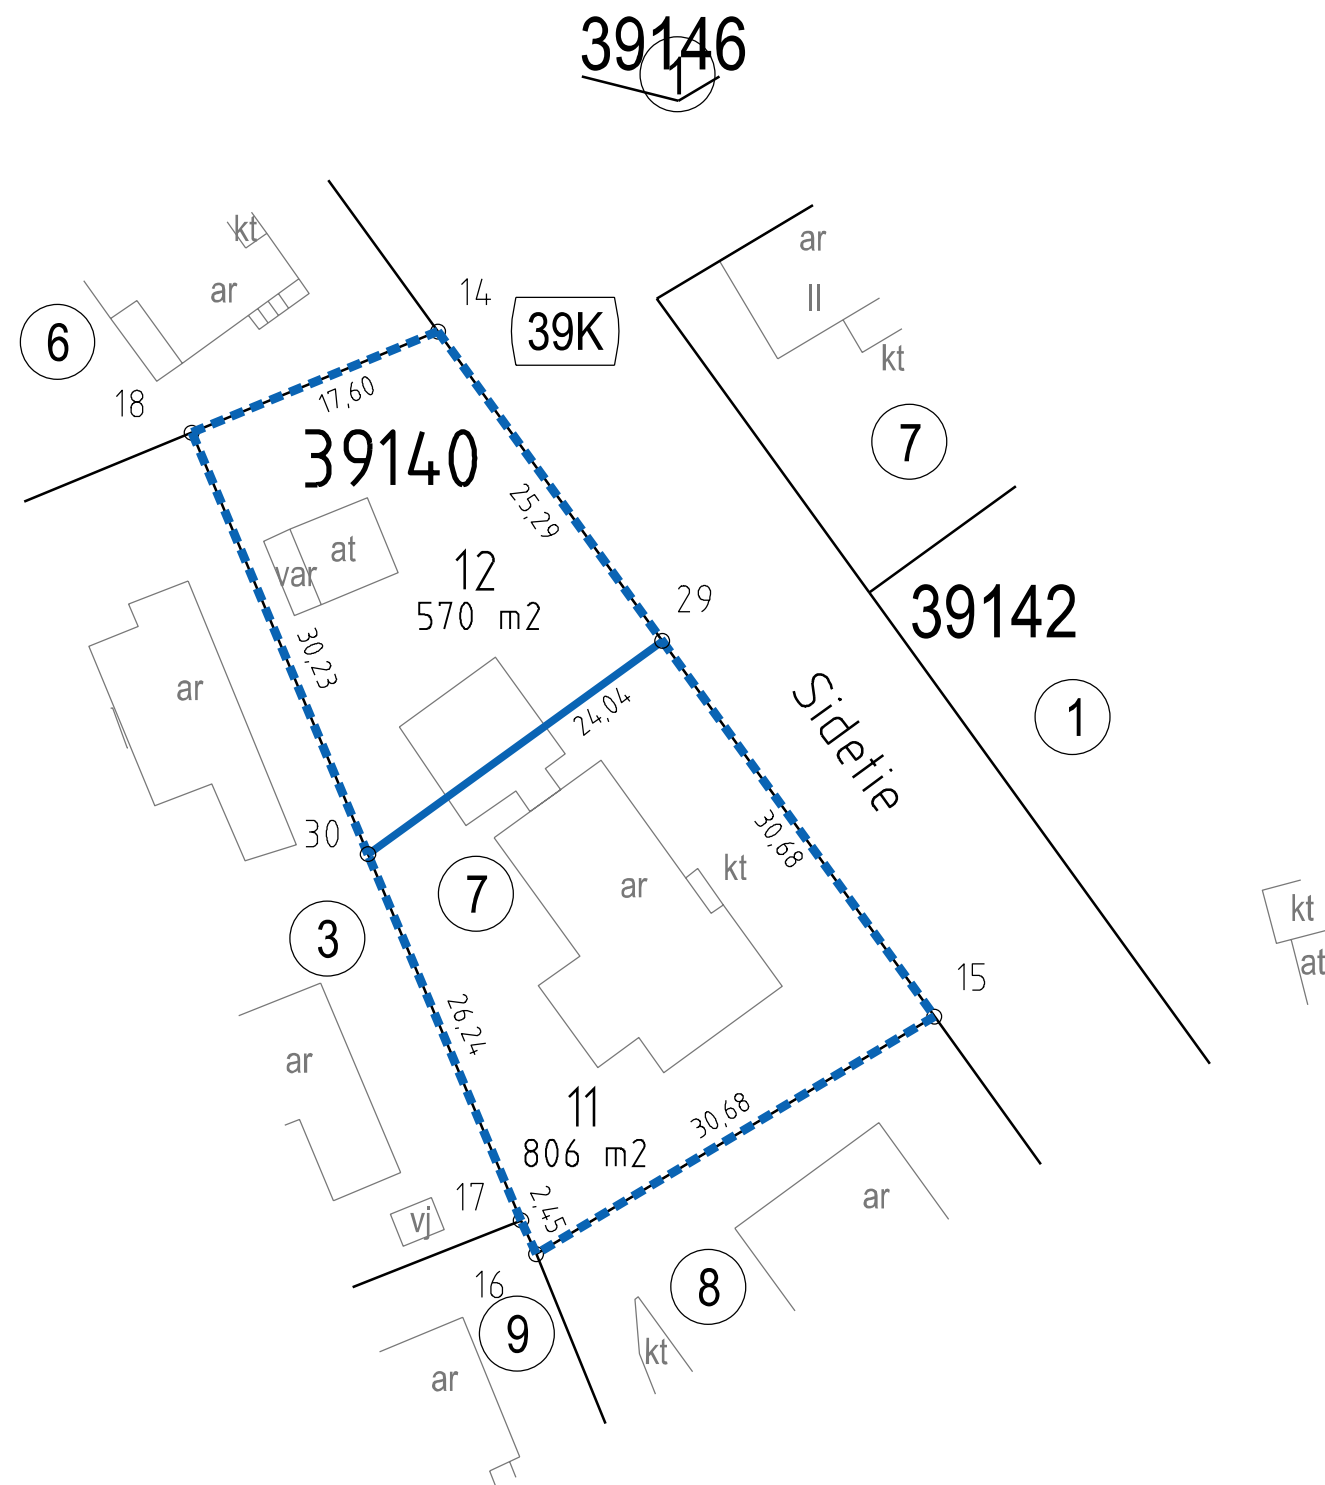 39146
1
kt
ar
ar
II
kt
6
14
39K
18
17,60
7
39140
25,29
at
var
12
570 m2
29
39142
30,23
ar
Sidetie
1
24,04
30
30,68
7
ar
kt
3
kt
at
15
26,24
ar
11
806 m2
30,68
17
2,45
vj
ar
16
8
9
kt
ar